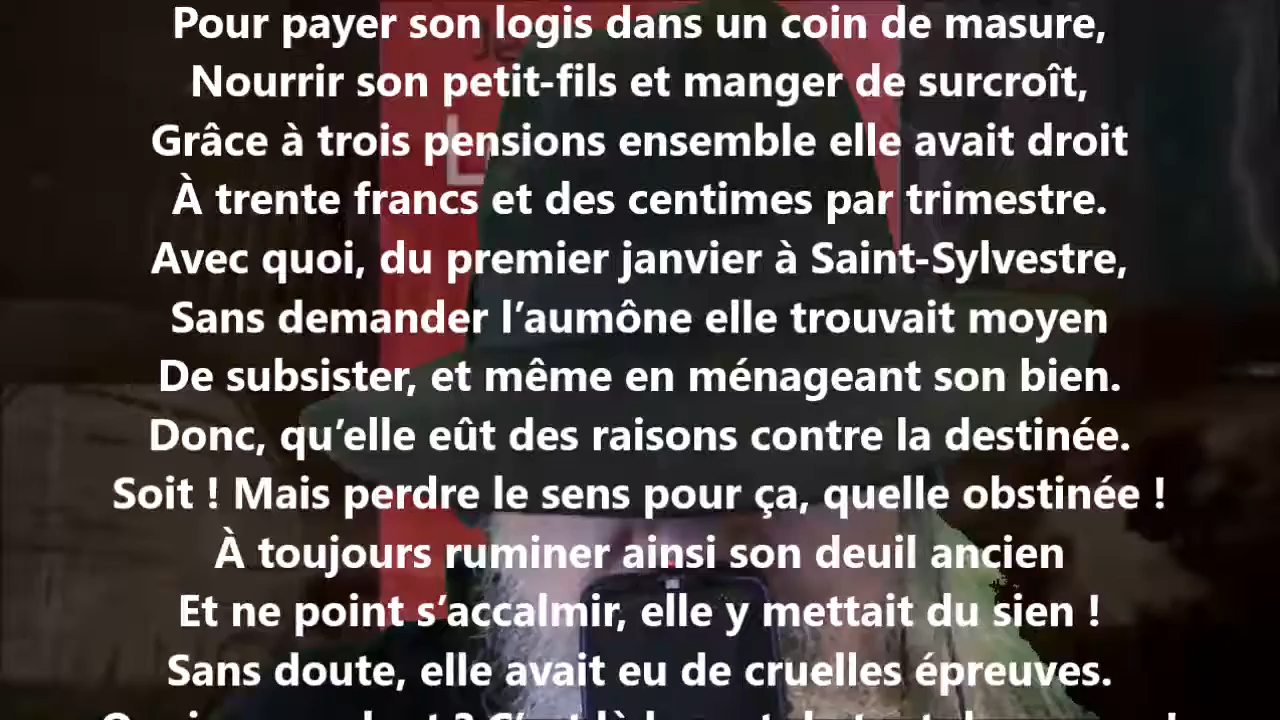 Pour payer son logis dans un coin de masure,
Nourrir son petit-fils et manger de surcroît,
Grâce à trois pensions ensemble elle avait droit
À trente francs et des centimes par trimestre.
Avec quoi, du premier janvier à Saint-Sylvestre,
Sans demander l’aumône elle trouvait moyen
De subsister, et même en ménageant son bien.
Donc, qu’elle eût des raisons contre la destinée.
Soit ! Mais perdre le sens pour ça, quelle obstinée !
À toujours ruminer ainsi son deuil ancien
Et ne point s’accalmir, elle y mettait du sien !
Sans doute, elle avait eu de cruelles épreuves.